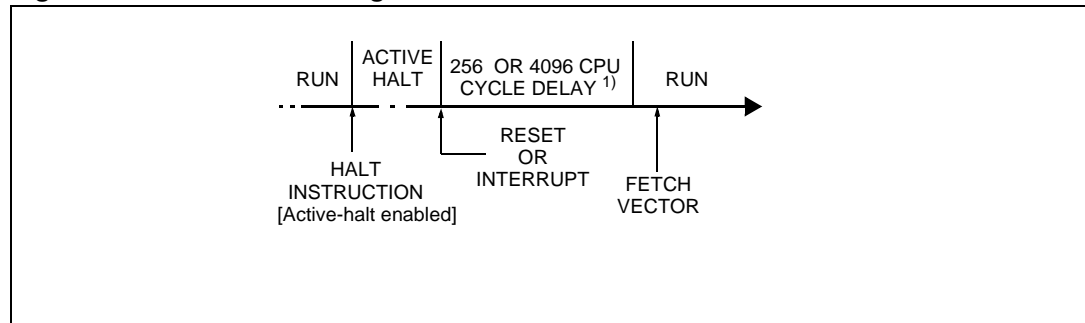 RUN
ACTIVE
HALT
256 OR 4096 CPU
CYCLE DELAY 1)
RUN
RESET
OR
INTERRUPT
HALT
INSTRUCTION
[Active-halt enabled]
FETCH
VECTOR